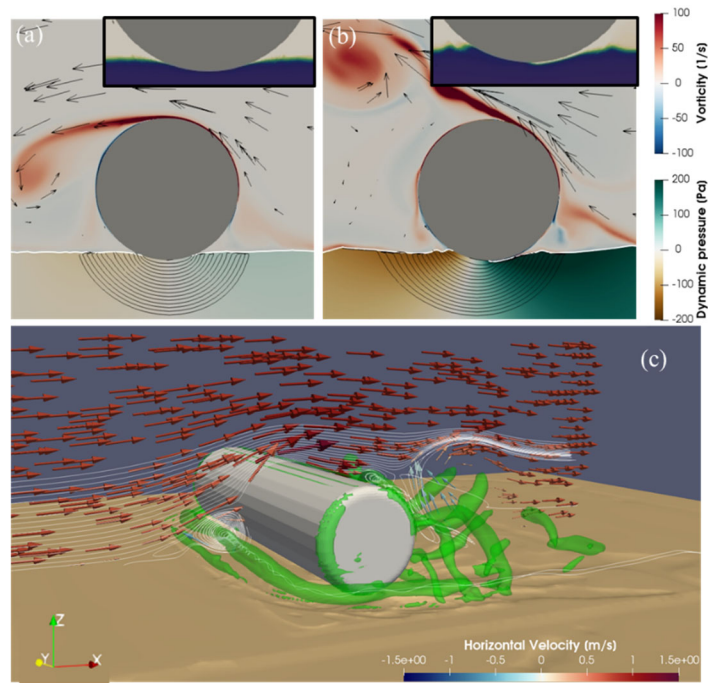 (a)
(b)
100
50
0
-50
-100
Vorticity (1/s)
200
100
0
-100
-200
Dynamic pressure (Pa)
(c)
Z
Y
X
Horizontal Velocity [m/s]
-1.5e+00 -1 -0.5 0 0.5 1 1.5e+00